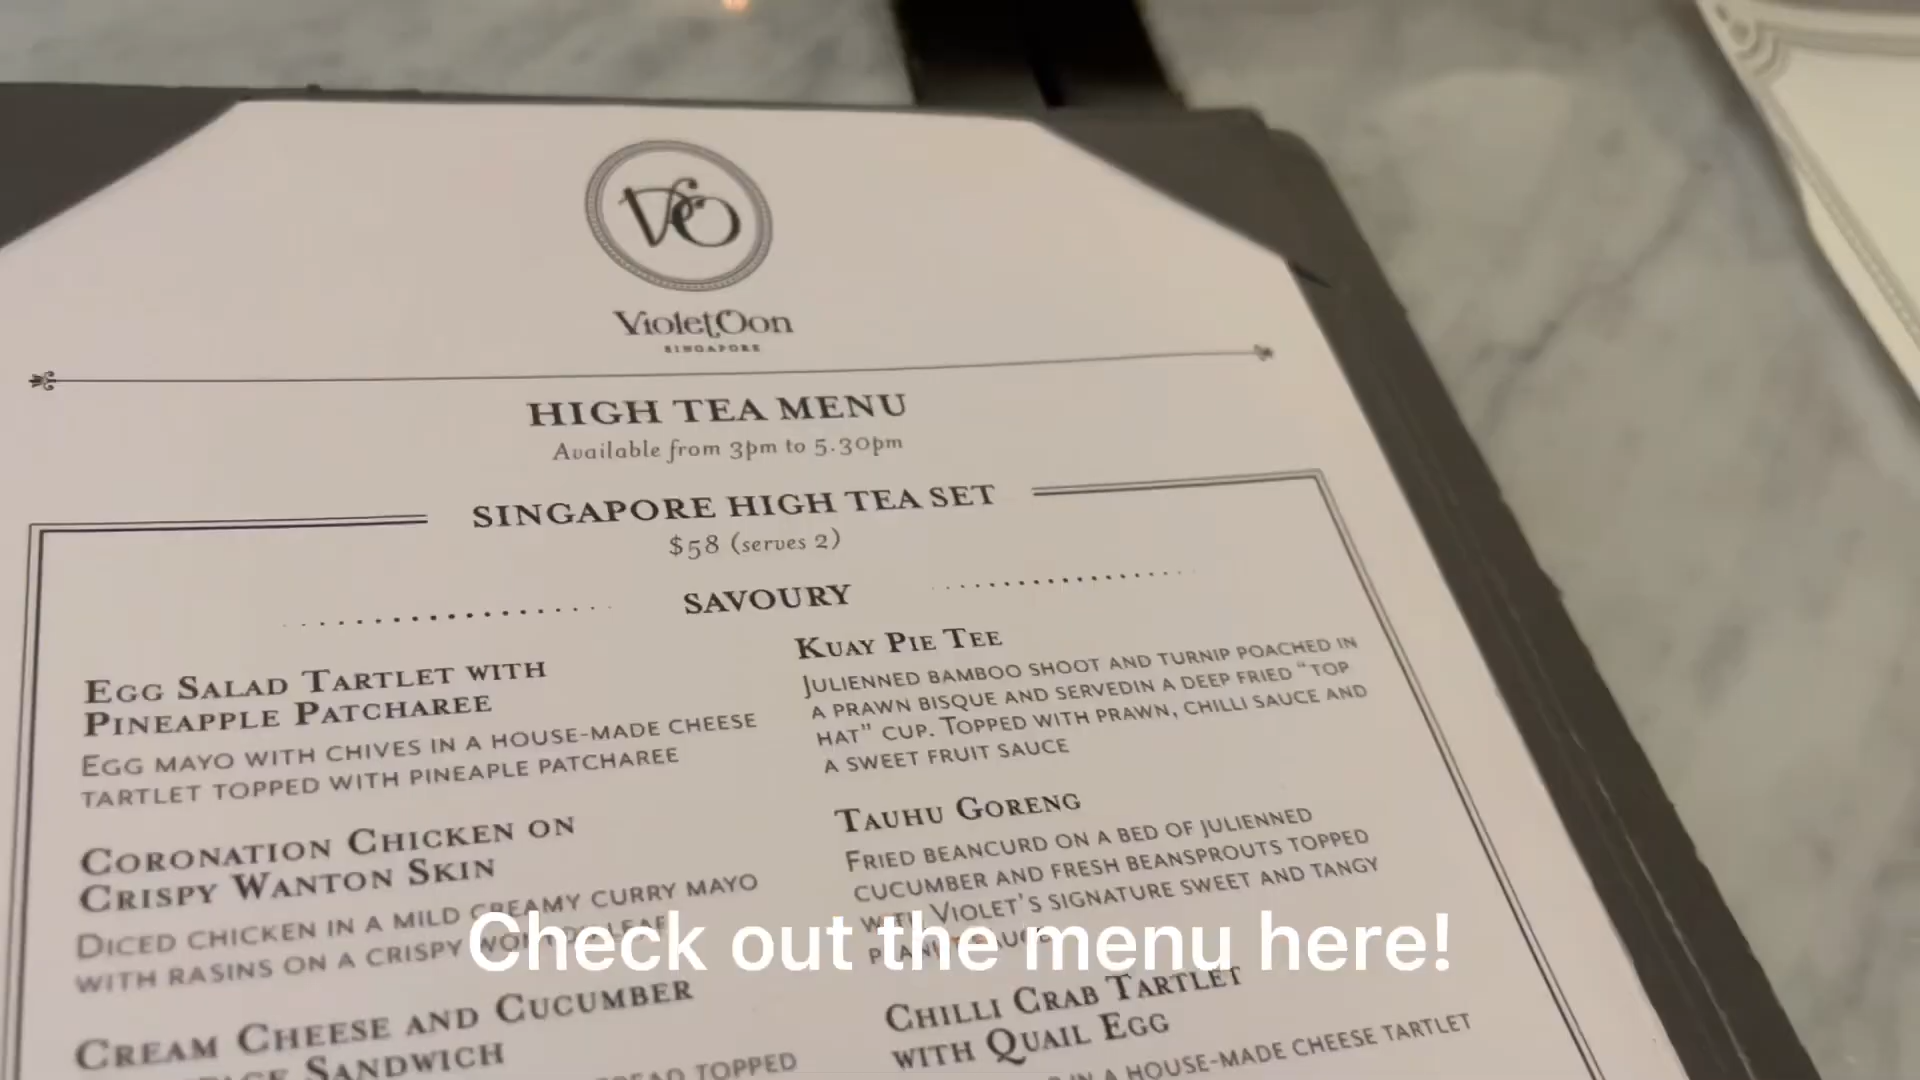 VO
VioletOon
SINGAPORE
HIGH TEA MENU
Available from 3pm to 5.30pm
SINGAPORE HIGH TEA SET
$58 (serves 2)
SAVOURY
EGG SALAD TARTLET WITH
PINEAPPLE PATCHAREE
EGG MAYO WITH CHIVES IN A HOUSE-MADE CHEESE
TARTLET TOPPED WITH PINEAPLE PATCHAREE
CORONATION CHICKEN ON
CRISPY WANTON SKIN
DICED CHICKEN IN A MILD CREAMY CURRY MAYO
WITH RASINS ON A CRISPY WONTON LEAF
CREAM CHEESE AND CUCUMBER
SANDWICH
TOPPED
KUAY PIE TEE
JULIENNED BAMBOO SHOOT AND TURNIP POACHED IN
A PRAWN BISQUE AND SERVEDIN A DEEP FRIED "TOP
HAT" CUP. TOPPED WITH PRAWN, CHILLI SAUCE AND
A SWEET FRUIT SAUCE
TAUHU GORENG
FRIED BEANCURD ON A BED OF JULIENNED
CUCUMBER AND FRESH BEANSPROUTS TOPPED
WITH VIOLET'S SIGNATURE SWEET AND TANGY
PEANUT SAUCE
CHILLI CRAB TARTLET
WITH QUAIL EGG
IN A HOUSE-MADE CHEESE TARTLET
Check out the menu here!